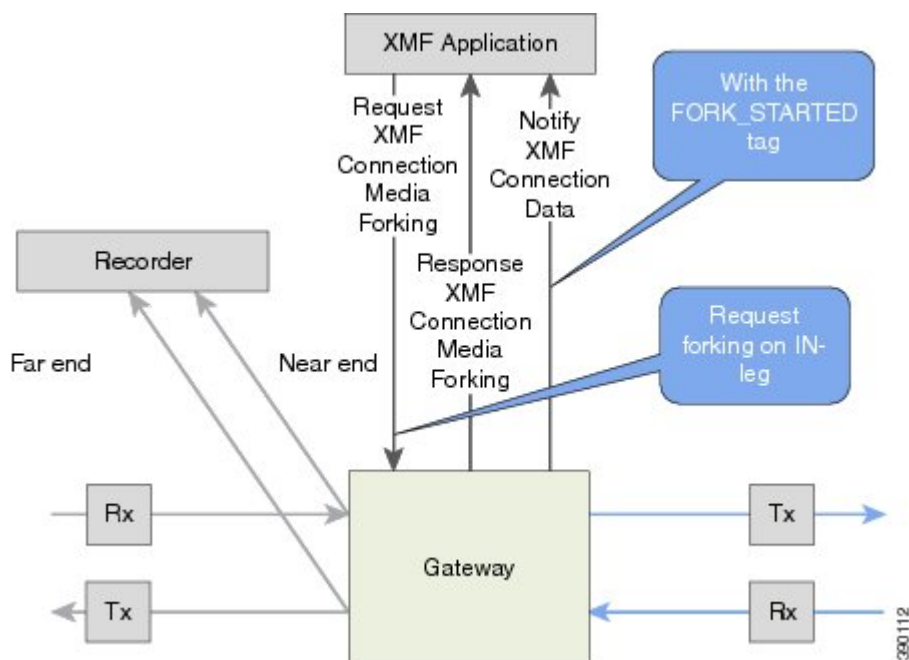 XMF Application
With the
FORK_STARTED
tag
Request
XMF
Connection
Media
Forking
Notify
XMF
Connection
Data
Response
XMF
Connection
Media
Forking
Recorder
Request
forking on IN-
leg
Far end
Near end
Rx
Tx
Gateway
Tx
Rx
390112